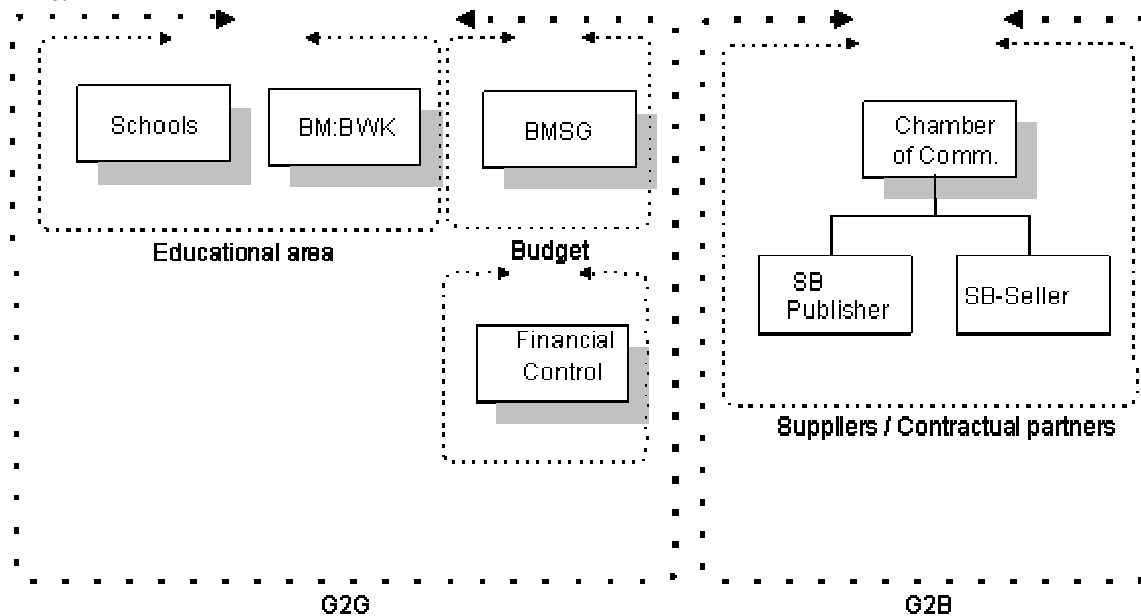 Schools
BM:BWK
BMSG
Chamber
of Comm.
Educational area
Budget
SB
Publisher
SB-Seller
Financial
Control
Suppliers / Contractual partners
G2G
G2B